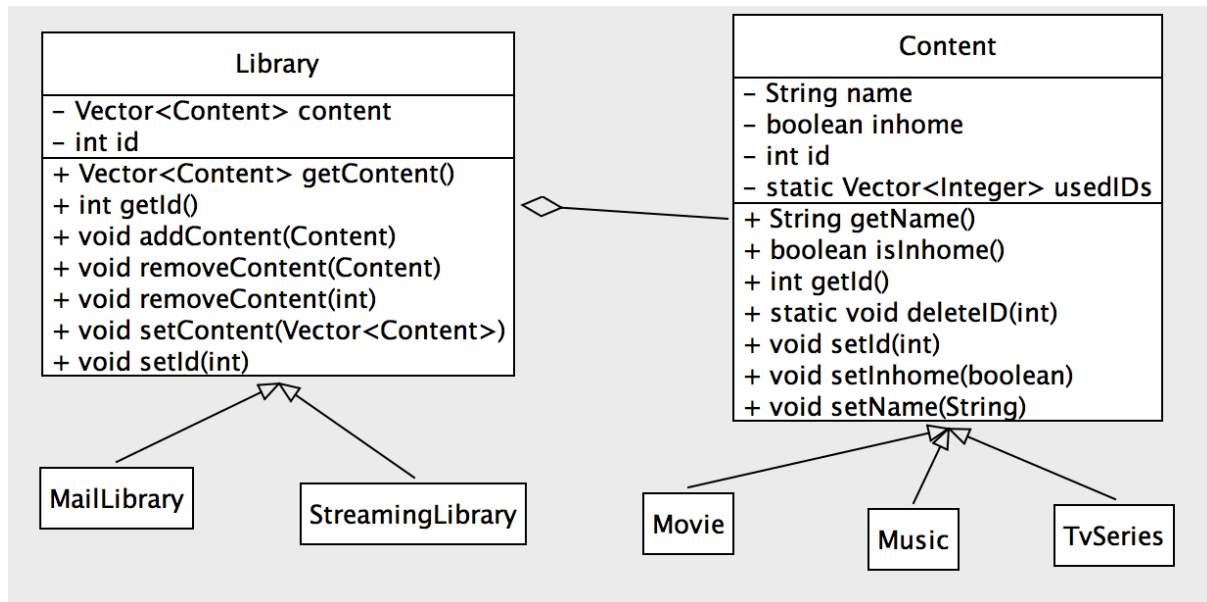 Library
– Vector<Content> content
– int id
+ Vector<Content> getContent()
+ int getId()
+ void addContent(Content)
+ void removeContent(Content)
+ void removeContent(int)
+ void setContent(Vector<Content>)
+ void setId(int)
Content
– String name
– boolean inhome
– int id
– static Vector<Integer> usedIDs
+ String getName()
+ boolean isInhome()
+ int getId()
+ static void deleteID(int)
+ void setId(int)
+ void setInhome(boolean)
+ void setName(String)
MailLibrary
StreamingLibrary
Movie
Music
TvSeries